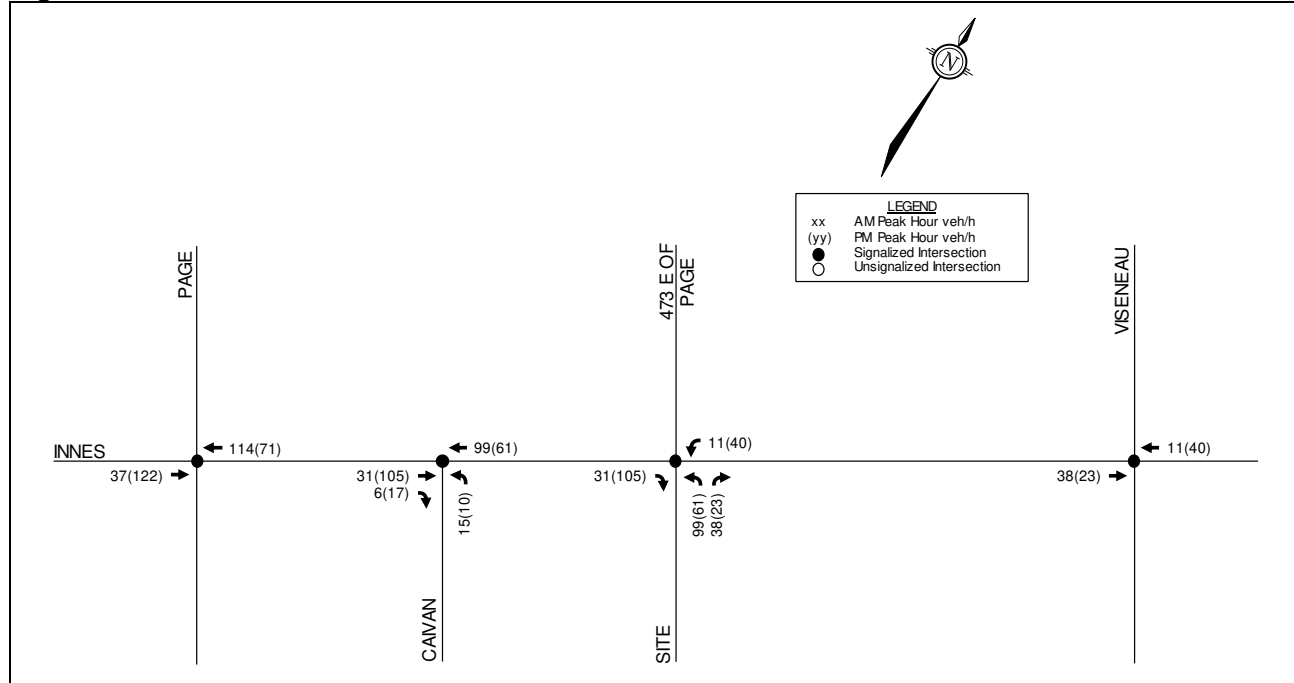 N
LEGEND
xx AM Peak Hour veh/h
(yy) PM Peak Hour veh/h
Signalized Intersection
Unsignalized Intersection
PAGE
473 E OF
PAGE
VISENEAU
INNES
114(71)
37(122)
99(61)
31(105)
6(17)
15(10)
11(40)
31(105)
99(61)
38(23)
11(40)
38(23)
CAIVAN
SITE